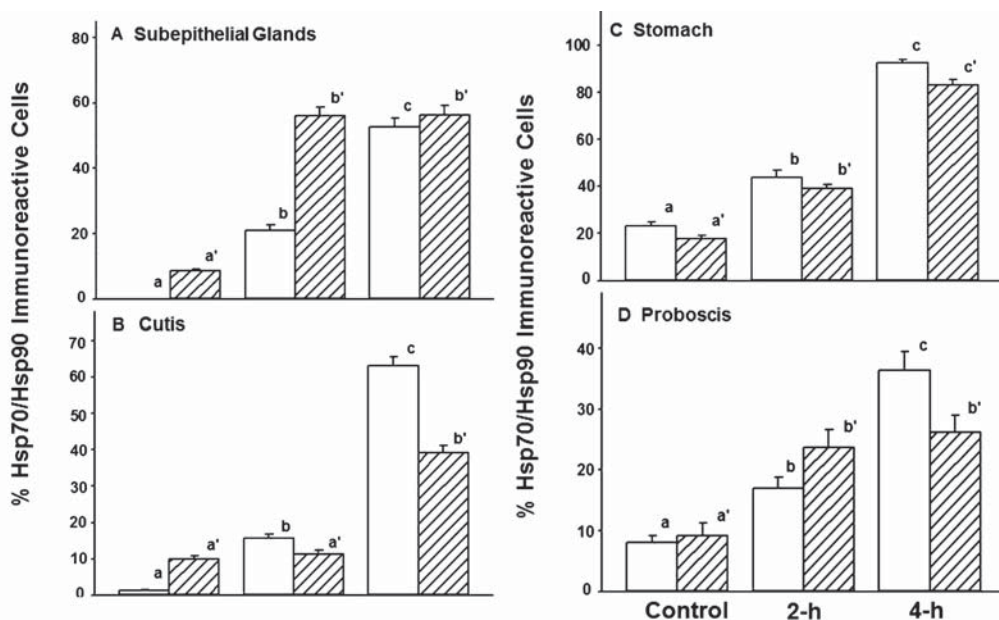 % Hsp70/Hsp90 Immunoreactive Cells
A Subepithelial Glands
80
60
40
20
0
a
a'
b
b'
c
b'
B Cutis
70
60
50
40
30
20
10
0
a
a'
b
a'
c
b'
% Hsp70/Hsp90 Immunoreactive Cells
C Stomach
100
80
60
40
20
0
a
a'
b
b'
c
c'
D Proboscis
40
30
20
10
0
a
a'
b
b'
c
b'
Control 2-h 4-h